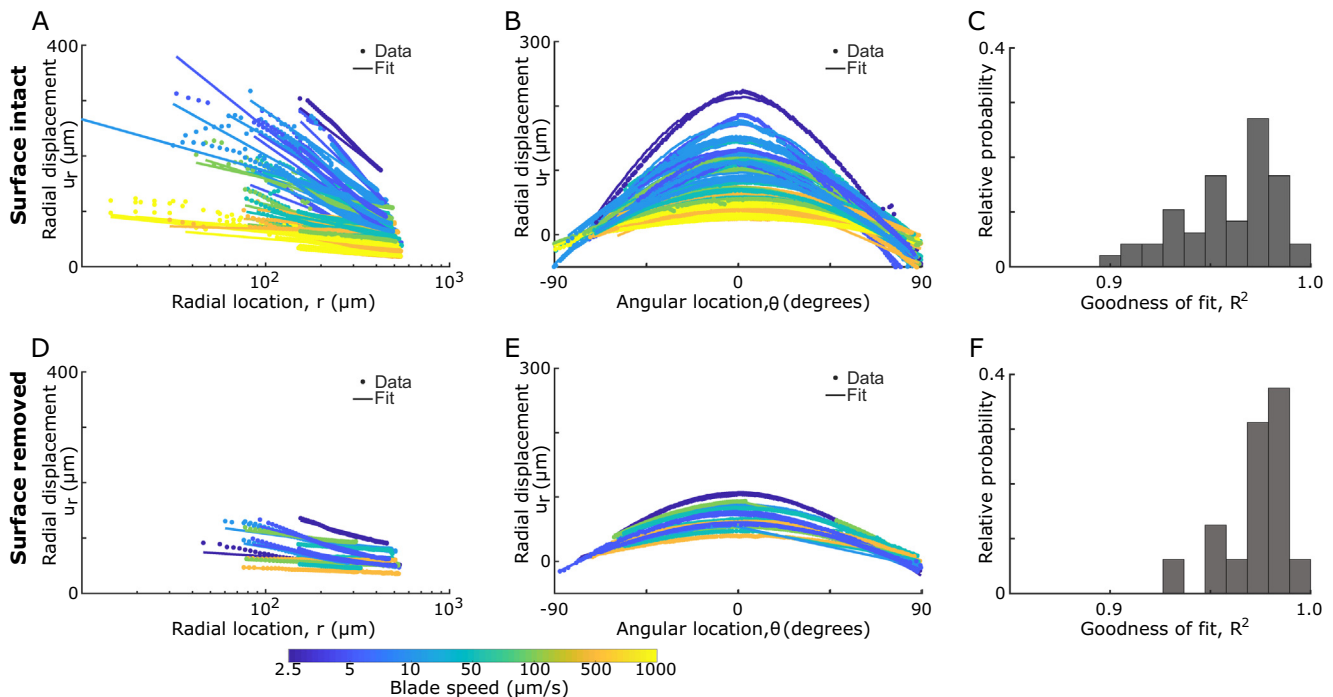 A
B
C
Surface intact
Radial displacement
uᵣ (μm)
400
0
Data
Fit
10²
10³
Radial location, r (μm)
Radial displacement
uᵣ (μm)
300
0
Data
Fit
-90
0
90
Angular location,θ (degrees)
Relative probability
0.4
0
0.9
1.0
Goodness of fit, R²
D
E
F
Surface removed
Radial displacement
uᵣ (μm)
400
0
Data
Fit
10²
10³
Radial location, r (μm)
Radial displacement
uᵣ (μm)
300
0
Data
Fit
-90
0
90
Angular location,θ (degrees)
Relative probability
0.4
0
0.9
1.0
Goodness of fit, R²
2.5 5 10 50 100 500 1000
Blade speed (μm/s)